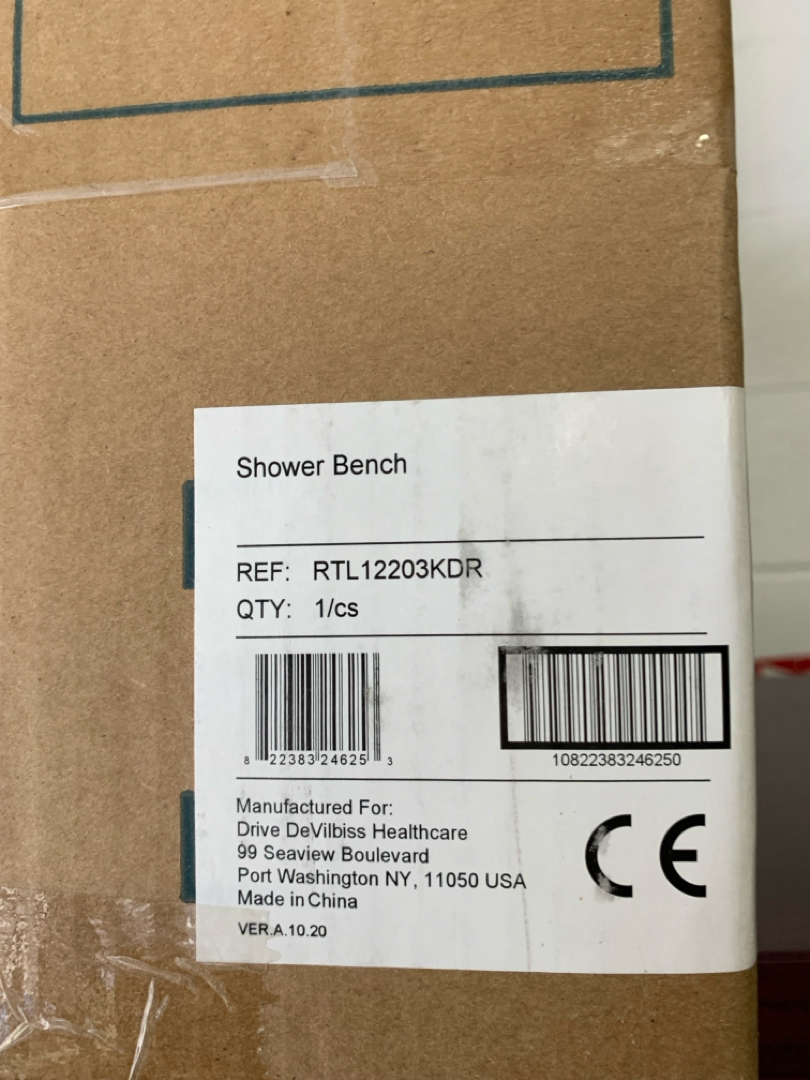 Shower Bench
REF: RTL12203KDR
QTY: 1/cs
8 22383 24625 3
10822383246250
Manufactured For:
Drive DeVilbiss Healthcare
99 Seaview Boulevard
Port Washington NY, 11050 USA
Made in China
VER.A.10.20
CE